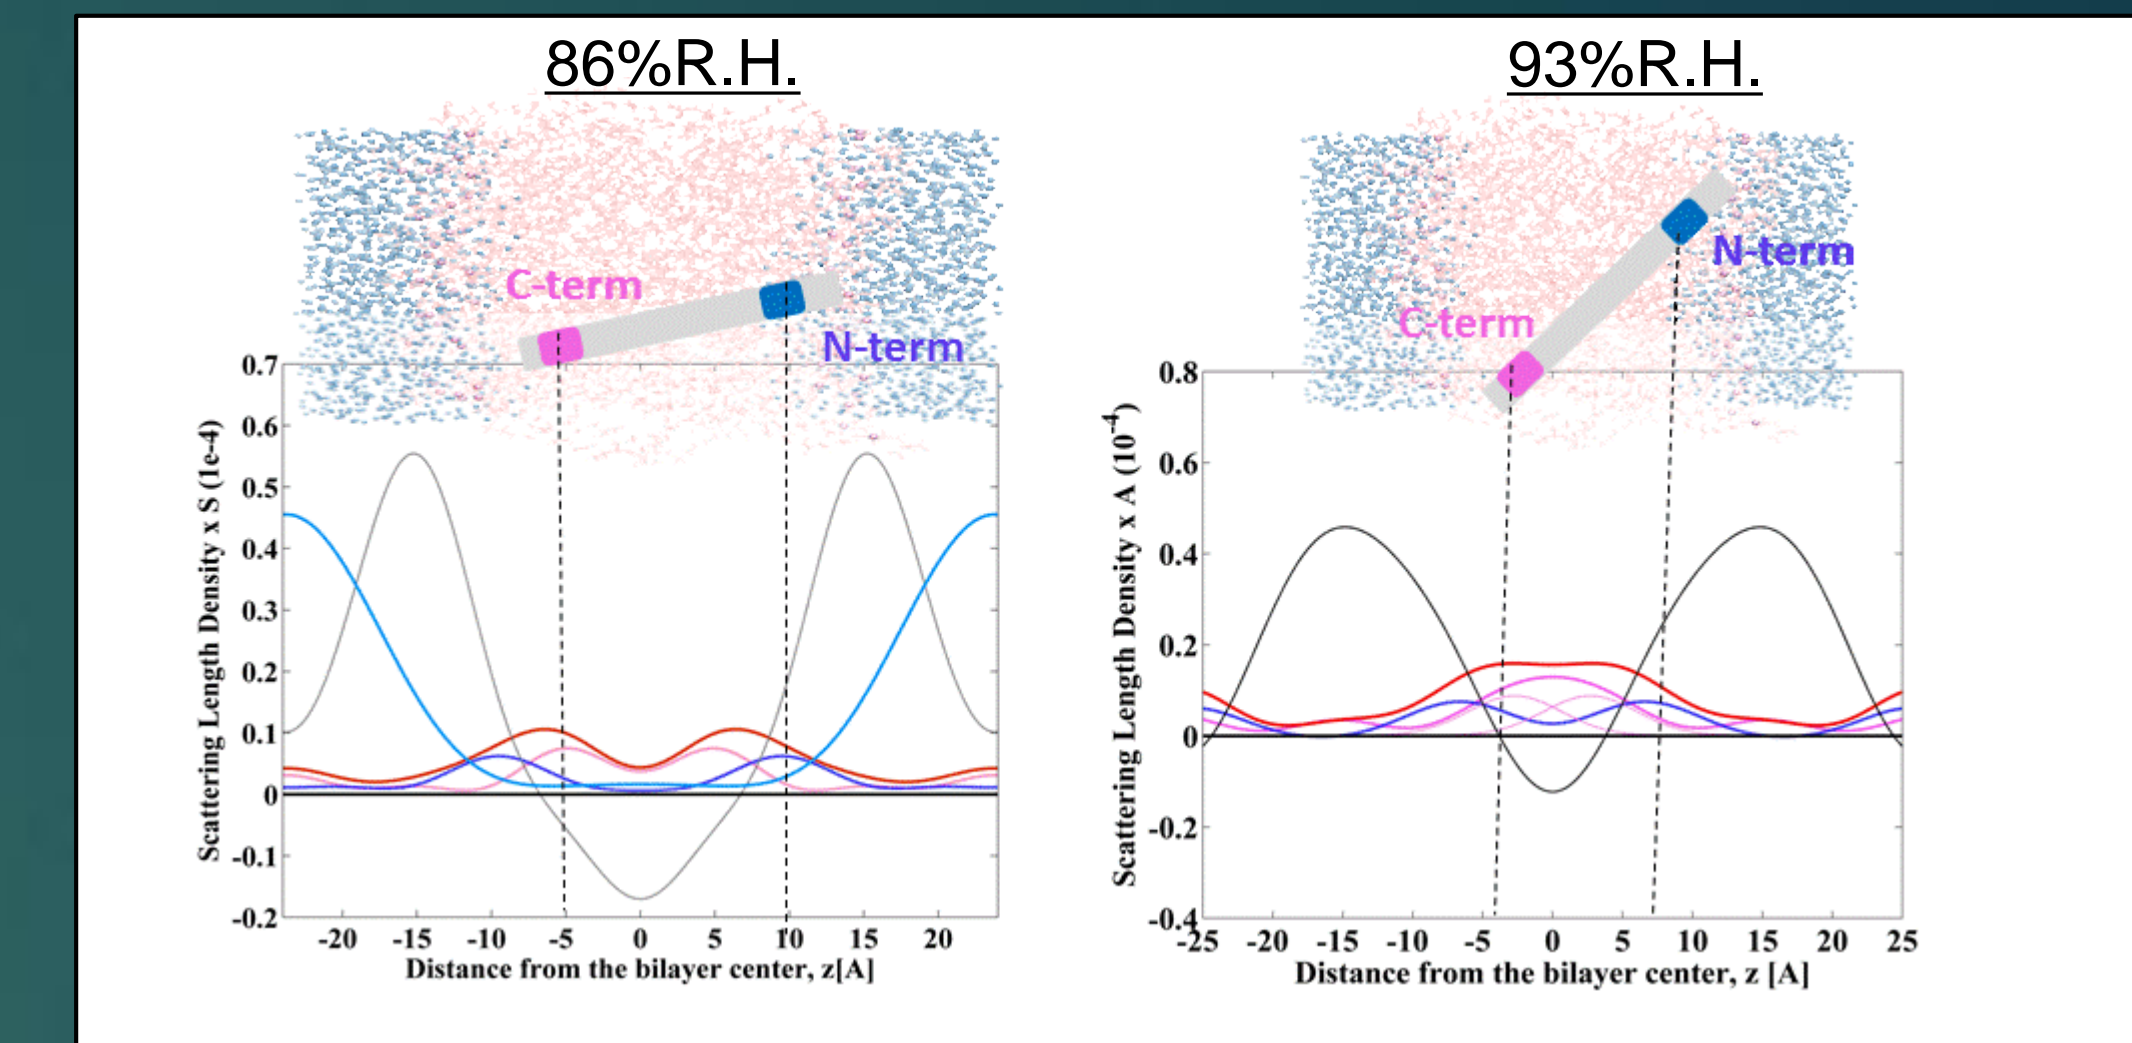 86%R.H.
C-term
N-term
0.7
0.6
0.5
0.4
0.3
0.2
0.1
0
-0.1
-0.2
Scattering Length Density x S (1e-4)
-20 -15 -10 -5 0 5 10 15 20
Distance from the bilayer center, z[A]
93%R.H.
N-term
C-term
0.8
0.6
0.4
0.2
0
-0.2
-0.4
Scattering Length Density x A (10⁻⁴)
-25 -20 -15 -10 -5 0 5 10 15 20 25
Distance from the bilayer center, z [A]